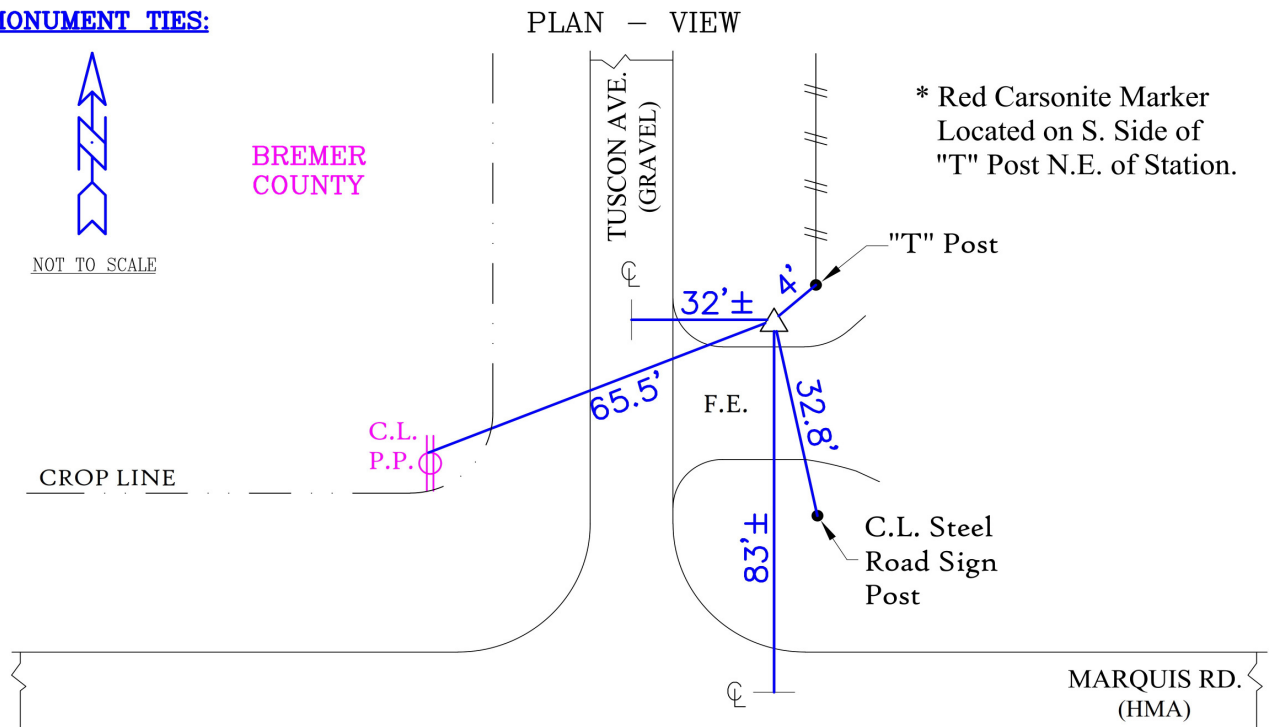 MONUMENT TIES:
PLAN – VIEW
N
NOT TO SCALE
BREMER
COUNTY
TUSCON AVE.
(GRAVEL)
* Red Carsonite Marker
Located on S. Side of
"T" Post N.E. of Station.
"T" Post
℄
32'±
4'
65.5'
F.E.
32.8'
C.L.
P.P.
CROP LINE
83'±
C.L. Steel
Road Sign
Post
℄
MARQUIS RD.
(HMA)